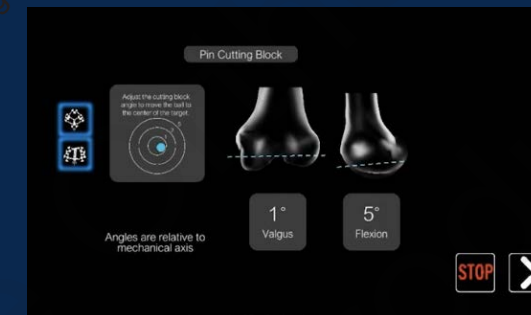 Pin Cutting Block
Adjust the cutting block
angle to move the ball to
the center of the target.
1°
Valgus
5°
Flexion
Angles are relative to
mechanical axis
STOP